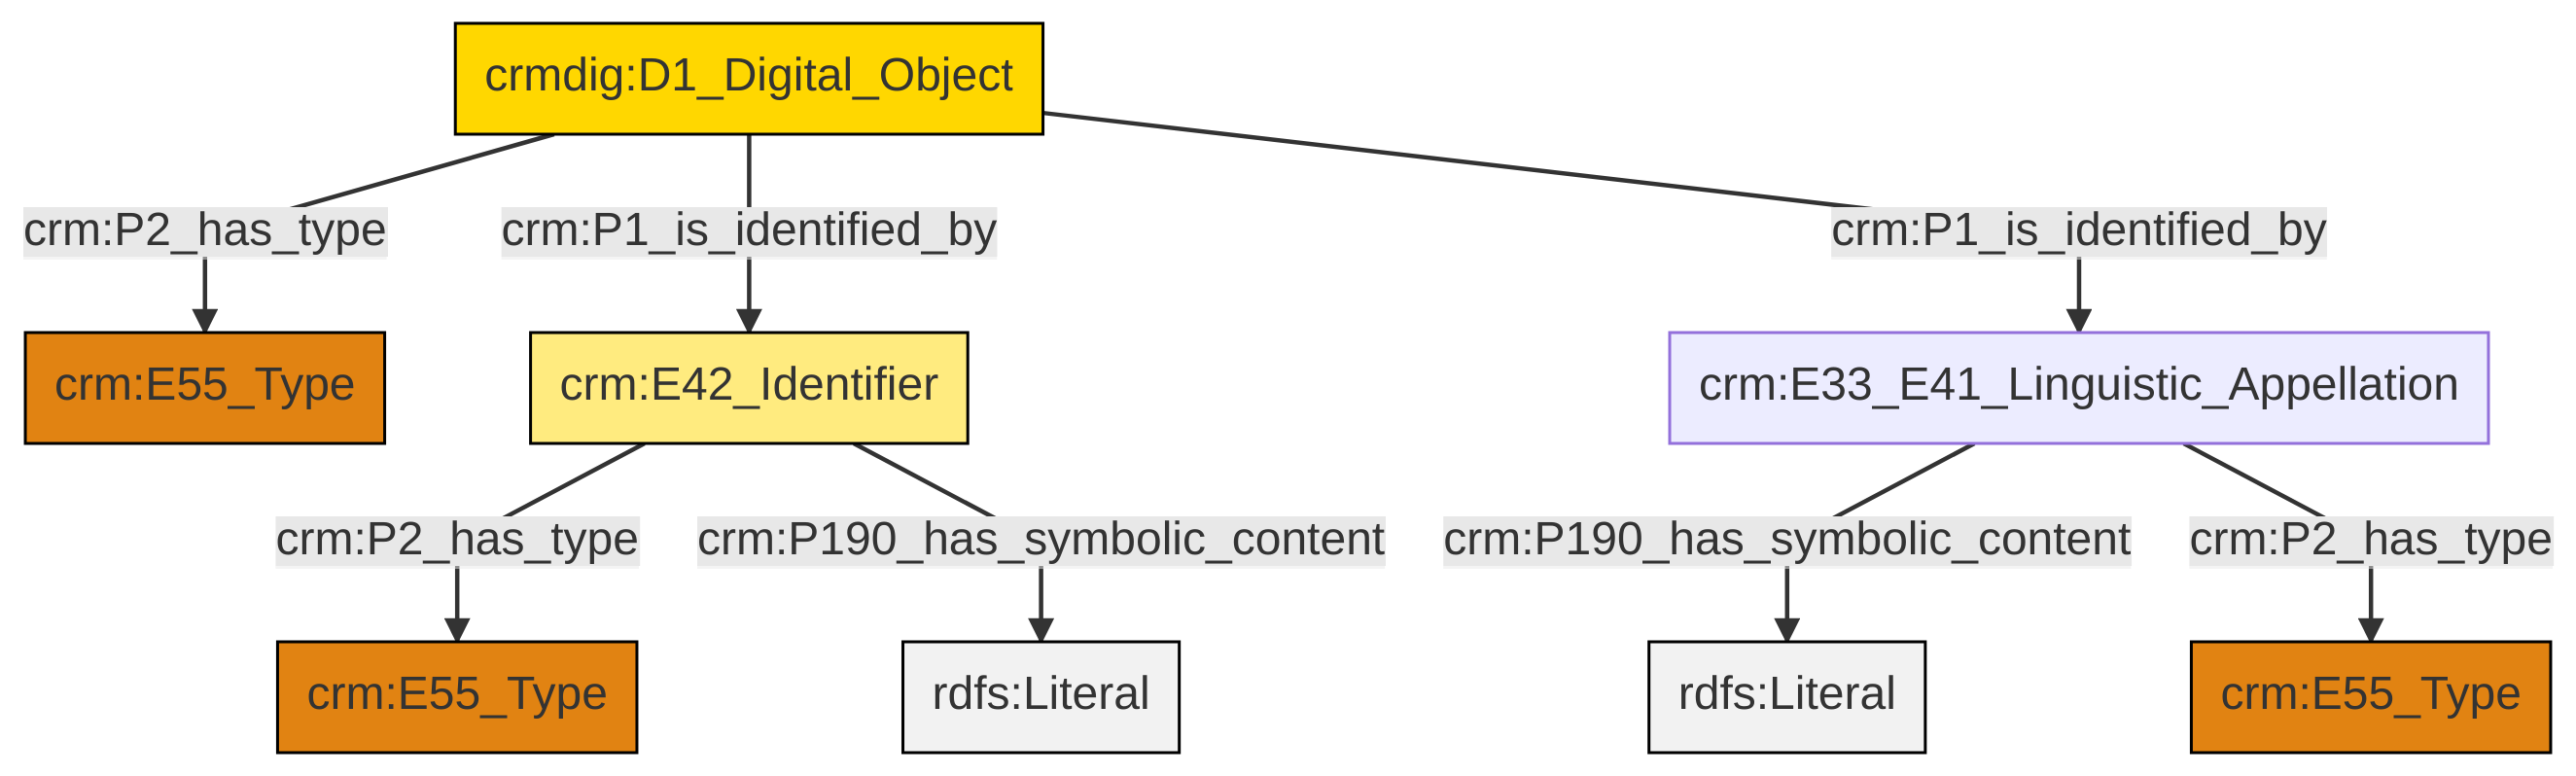 crmdig:D1_Digital_Object
crm:P2_has_type
crm:P1_is_identified_by
crm:P1_is_identified_by
crm:E55_Type
crm:E42_Identifier
crm:E33_E41_Linguistic_Appellation
crm:P2_has_type
crm:P190_has_symbolic_content
crm:P190_has_symbolic_content
crm:P2_has_type
crm:E55_Type
rdfs:Literal
rdfs:Literal
crm:E55_Type